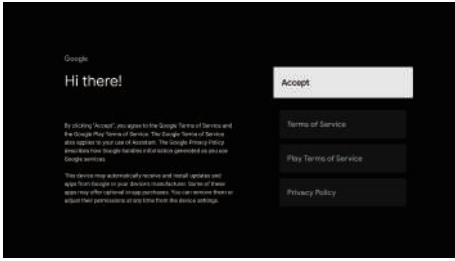 Google
Hi there!
By clicking "Accept", you agree to the Google Terms of Service and
the Google Play Terms of Service. The Google Terms of Service
also applies to your use of Assistant. The Google Privacy Policy
describes how Google handles information generated as you use
Google services.
This device may automatically receive and install updates and
apps from Google or your device's manufacturer. Some of these
apps may offer optional in-app purchases. You can remove them or
adjust their permissions at any time from the device settings.
Accept
Terms of Service
Play Terms of Service
Privacy Policy